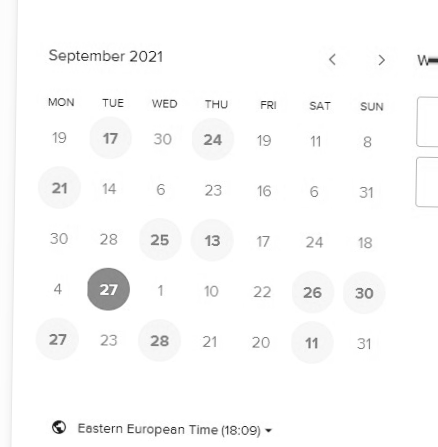 September 2021
MON TUE WED THU FRI SAT SUN
19 17 30 24 19 11 8
21 14 6 23 16 6 31
30 28 25 13 17 24 18
4 27 1 10 22 26 30
27 23 28 21 20 11 31
Eastern European Time (18:09)